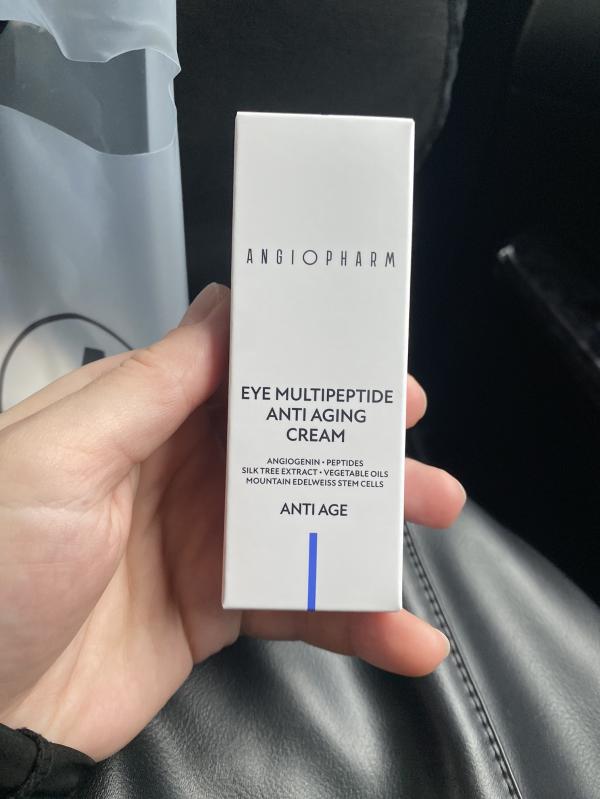 ANGIOPHARM
EYE MULTIPEPTIDE
ANTI AGING
CREAM
ANGIOGENIN • PEPTIDES
SILK TREE EXTRACT • VEGETABLE OILS
MOUNTAIN EDELWEISS STEM CELLS
ANTI AGE